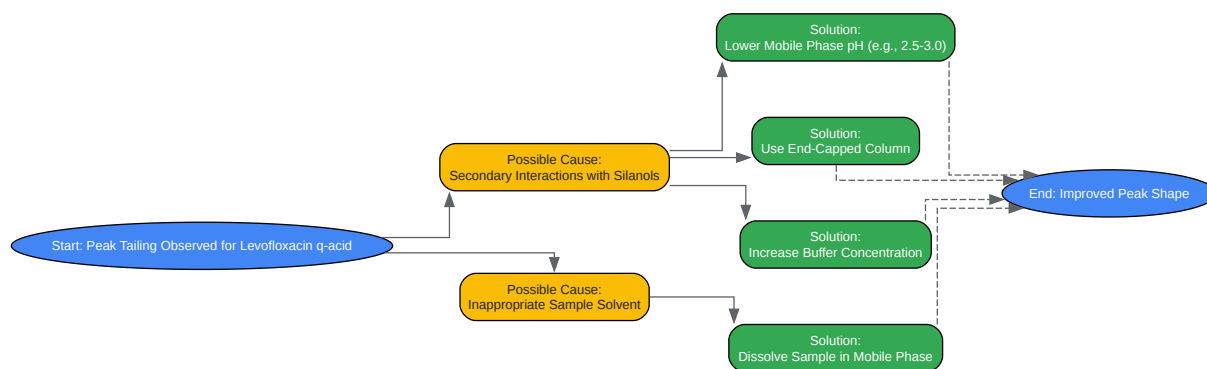 Solution:
Lower Mobile Phase pH (e.g., 2.5-3.0)
Solution:
Use End-Capped Column
Possible Cause:
Secondary Interactions with Silanols
End: Improved Peak Shape
Start: Peak Tailing Observed for Levofloxacin q-acid
Solution:
Increase Buffer Concentration
Possible Cause:
Inappropriate Sample Solvent
Solution:
Dissolve Sample in Mobile Phase